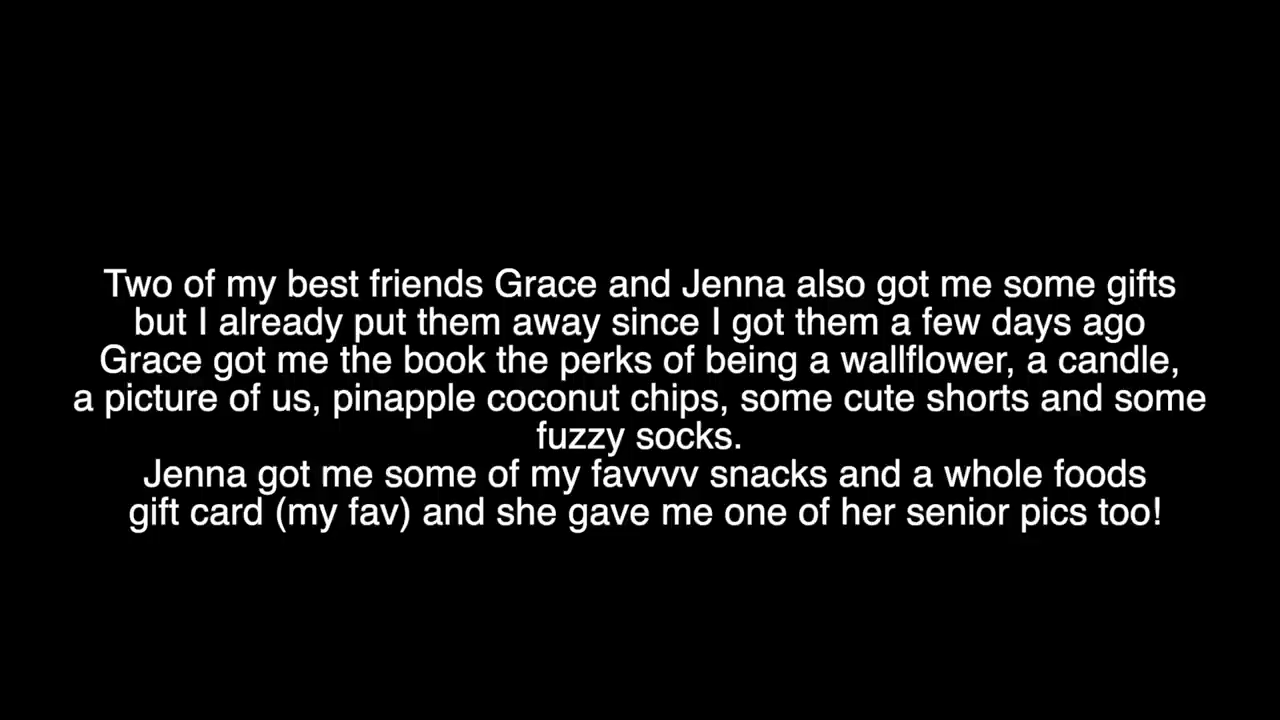 Two of my best friends Grace and Jenna also got me some gifts
but I already put them away since I got them a few days ago
Grace got me the book the perks of being a wallflower, a candle,
a picture of us, pinapple coconut chips, some cute shorts and some
fuzzy socks.
Jenna got me some of my favvvv snacks and a whole foods
gift card (my fav) and she gave me one of her senior pics too!